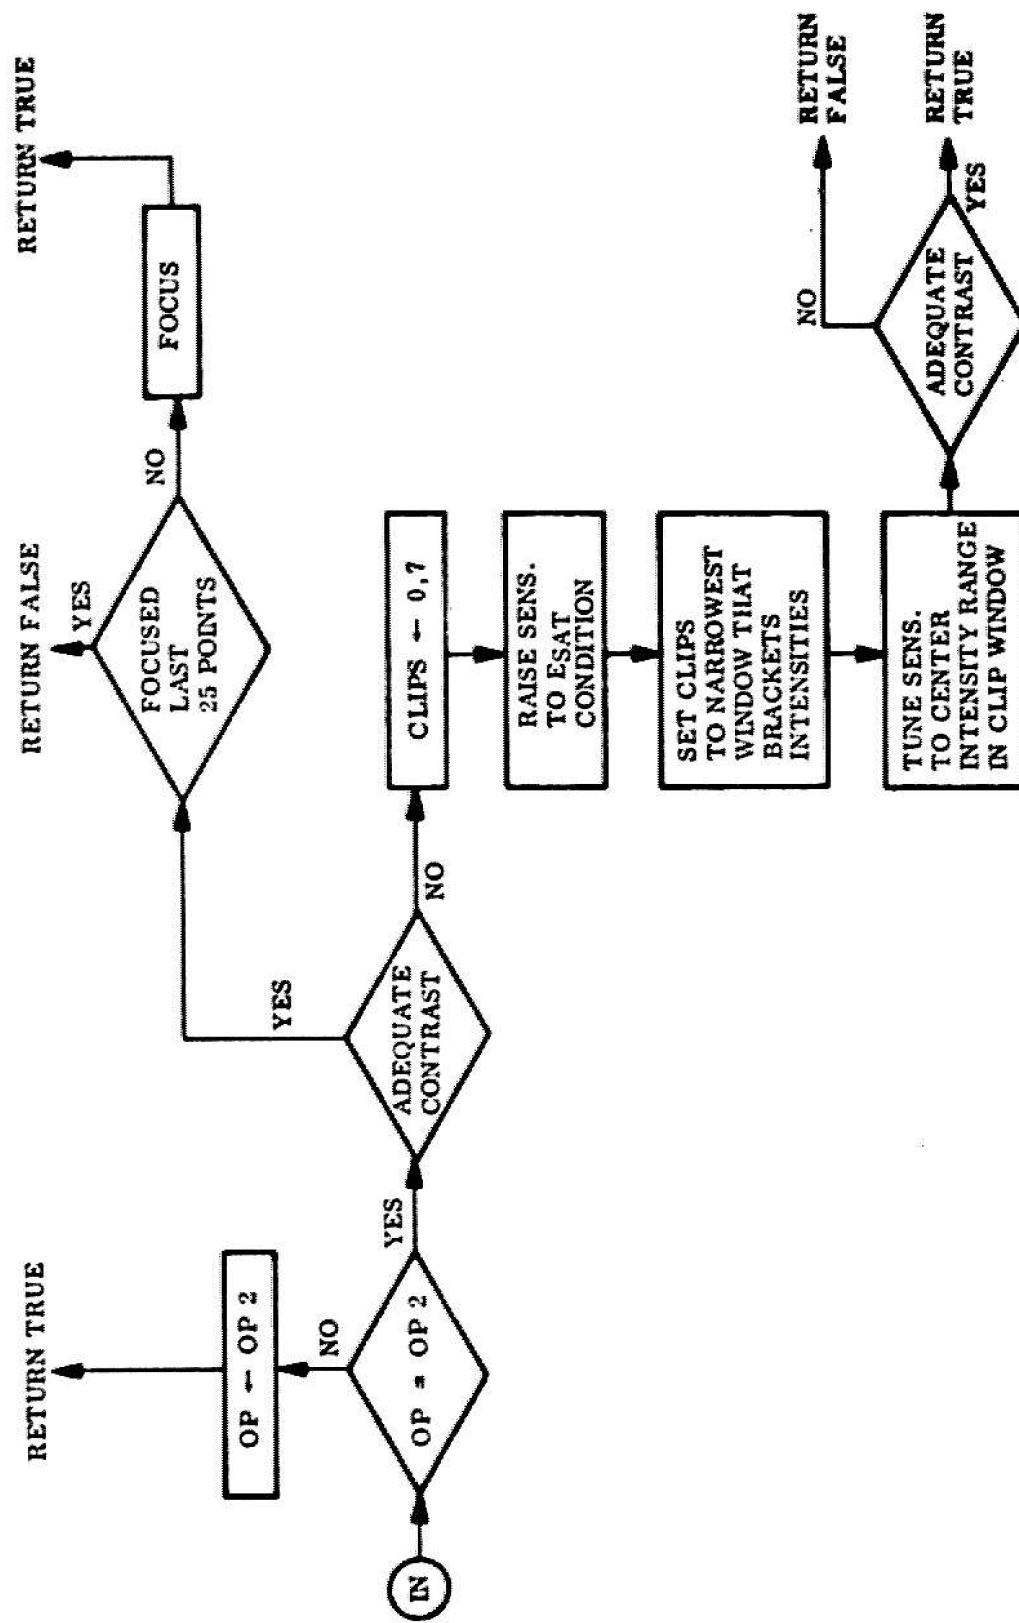 IN
OP = OP 2
NO
OP ← OP 2
RETURN TRUE
YES
ADEQUATE
CONTRAST
YES
FOCUSED
LAST
25 POINTS
YES
RETURN FALSE
NO
FOCUS
RETURN TRUE
NO
CLIPS ← 0,7
RAISE SENS.
TO ESAT
CONDITION
SET CLIPS
TO NARROWEST
WINDOW THAT
BRACKETS
INTENSITIES
TUNE SENS.
TO CENTER
INTENSITY RANGE
IN CLIP WINDOW
ADEQUATE
CONTRAST
NO
RETURN
FALSE
YES
RETURN
TRUE